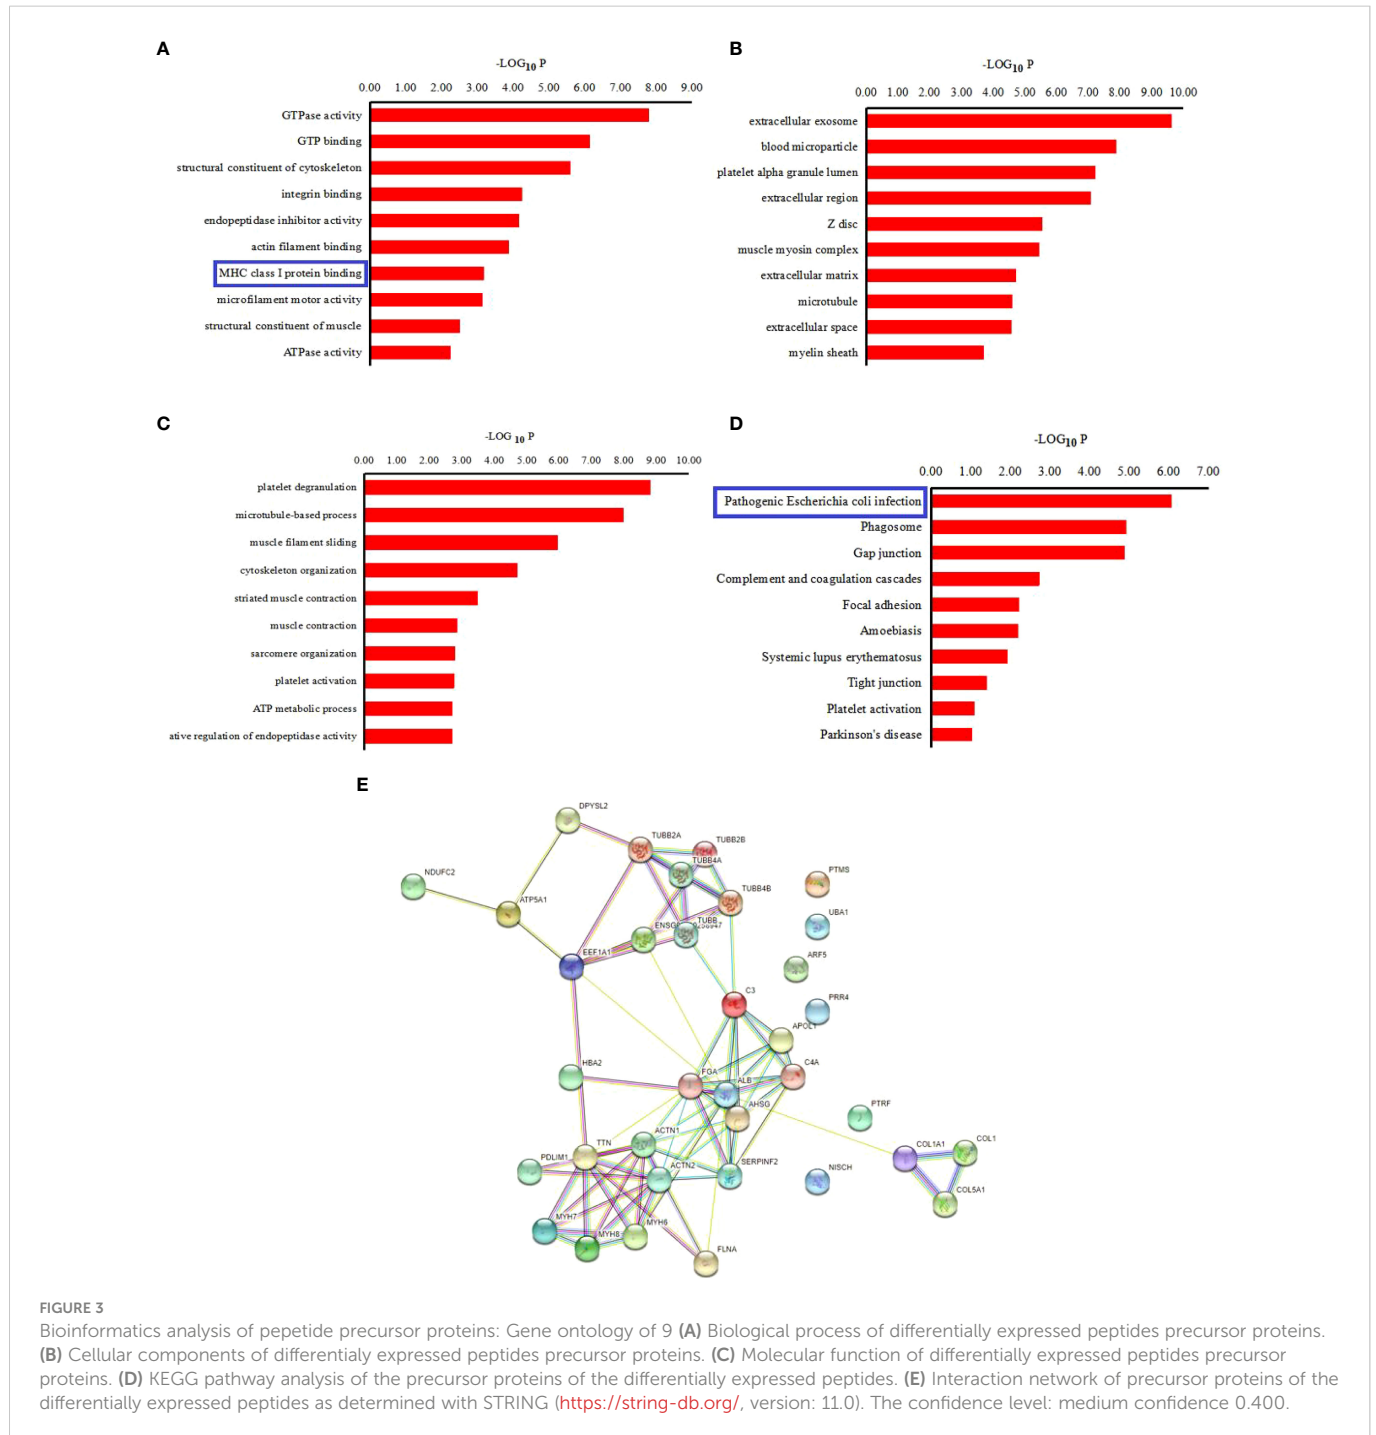 A
-LOG10 P
0.00 1.00 2.00 3.00 4.00 5.00 6.00 7.00 8.00 9.00
GTPase activity
GTP binding
structural constituent of cytoskeleton
integrin binding
endopeptidase inhibitor activity
actin filament binding
MHC class I protein binding
microfilament motor activity
structural constituent of muscle
ATPase activity
B
-LOG10 P
0.00 1.00 2.00 3.00 4.00 5.00 6.00 7.00 8.00 9.00 10.00
extracellular exosome
blood microparticle
platelet alpha granule lumen
extracellular region
Z disc
muscle myosin complex
extracellular matrix
microtubule
extracellular space
myelin sheath
C
-LOG 10 P
0.00 1.00 2.00 3.00 4.00 5.00 6.00 7.00 8.00 9.00 10.00
platelet degranulation
microtubule-based process
muscle filament sliding
cytoskeleton organization
striated muscle contraction
muscle contraction
sarcomere organization
platelet activation
ATP metabolic process
ative regulation of endopeptidase activity
D
-LOG10 P
0.00 1.00 2.00 3.00 4.00 5.00 6.00 7.00
Pathogenic Escherichia coli infection
Phagosome
Gap junction
Complement and coagulation cascades
Focal adhesion
Amoebiasis
Systemic lupus erythematosus
Tight junction
Platelet activation
Parkinson's disease
E
DPYSL2
TUBB2A
TUBB2B
TUBB4A
NDUFC2
PTMS
TUBB4B
ATP5A1
TUBB
UBA1
EEF1A1
ARF5
C3
PRR4
APOL1
HBA2
FGA
C4A
ALB
AHSG
PTRF
ACTN1
TTN
COL1A1
COL1
PDLIM1
ACTN2
SERPINF2
NISCH
COL5A1
MYH7
MYH6
MYH8
FLNA
FIGURE 3
Bioinformatics analysis of pepetide precursor proteins: Gene ontology of 9 (A) Biological process of differentially expressed peptides precursor proteins.
(B) Cellular components of differentialy expressed peptides precursor proteins. (C) Molecular function of differentially expressed peptides precursor
proteins. (D) KEGG pathway analysis of the precursor proteins of the differentially expressed peptides. (E) Interaction network of precursor proteins of the
differentially expressed peptides as determined with STRING (https://string-db.org/, version: 11.0). The confidence level: medium confidence 0.400.